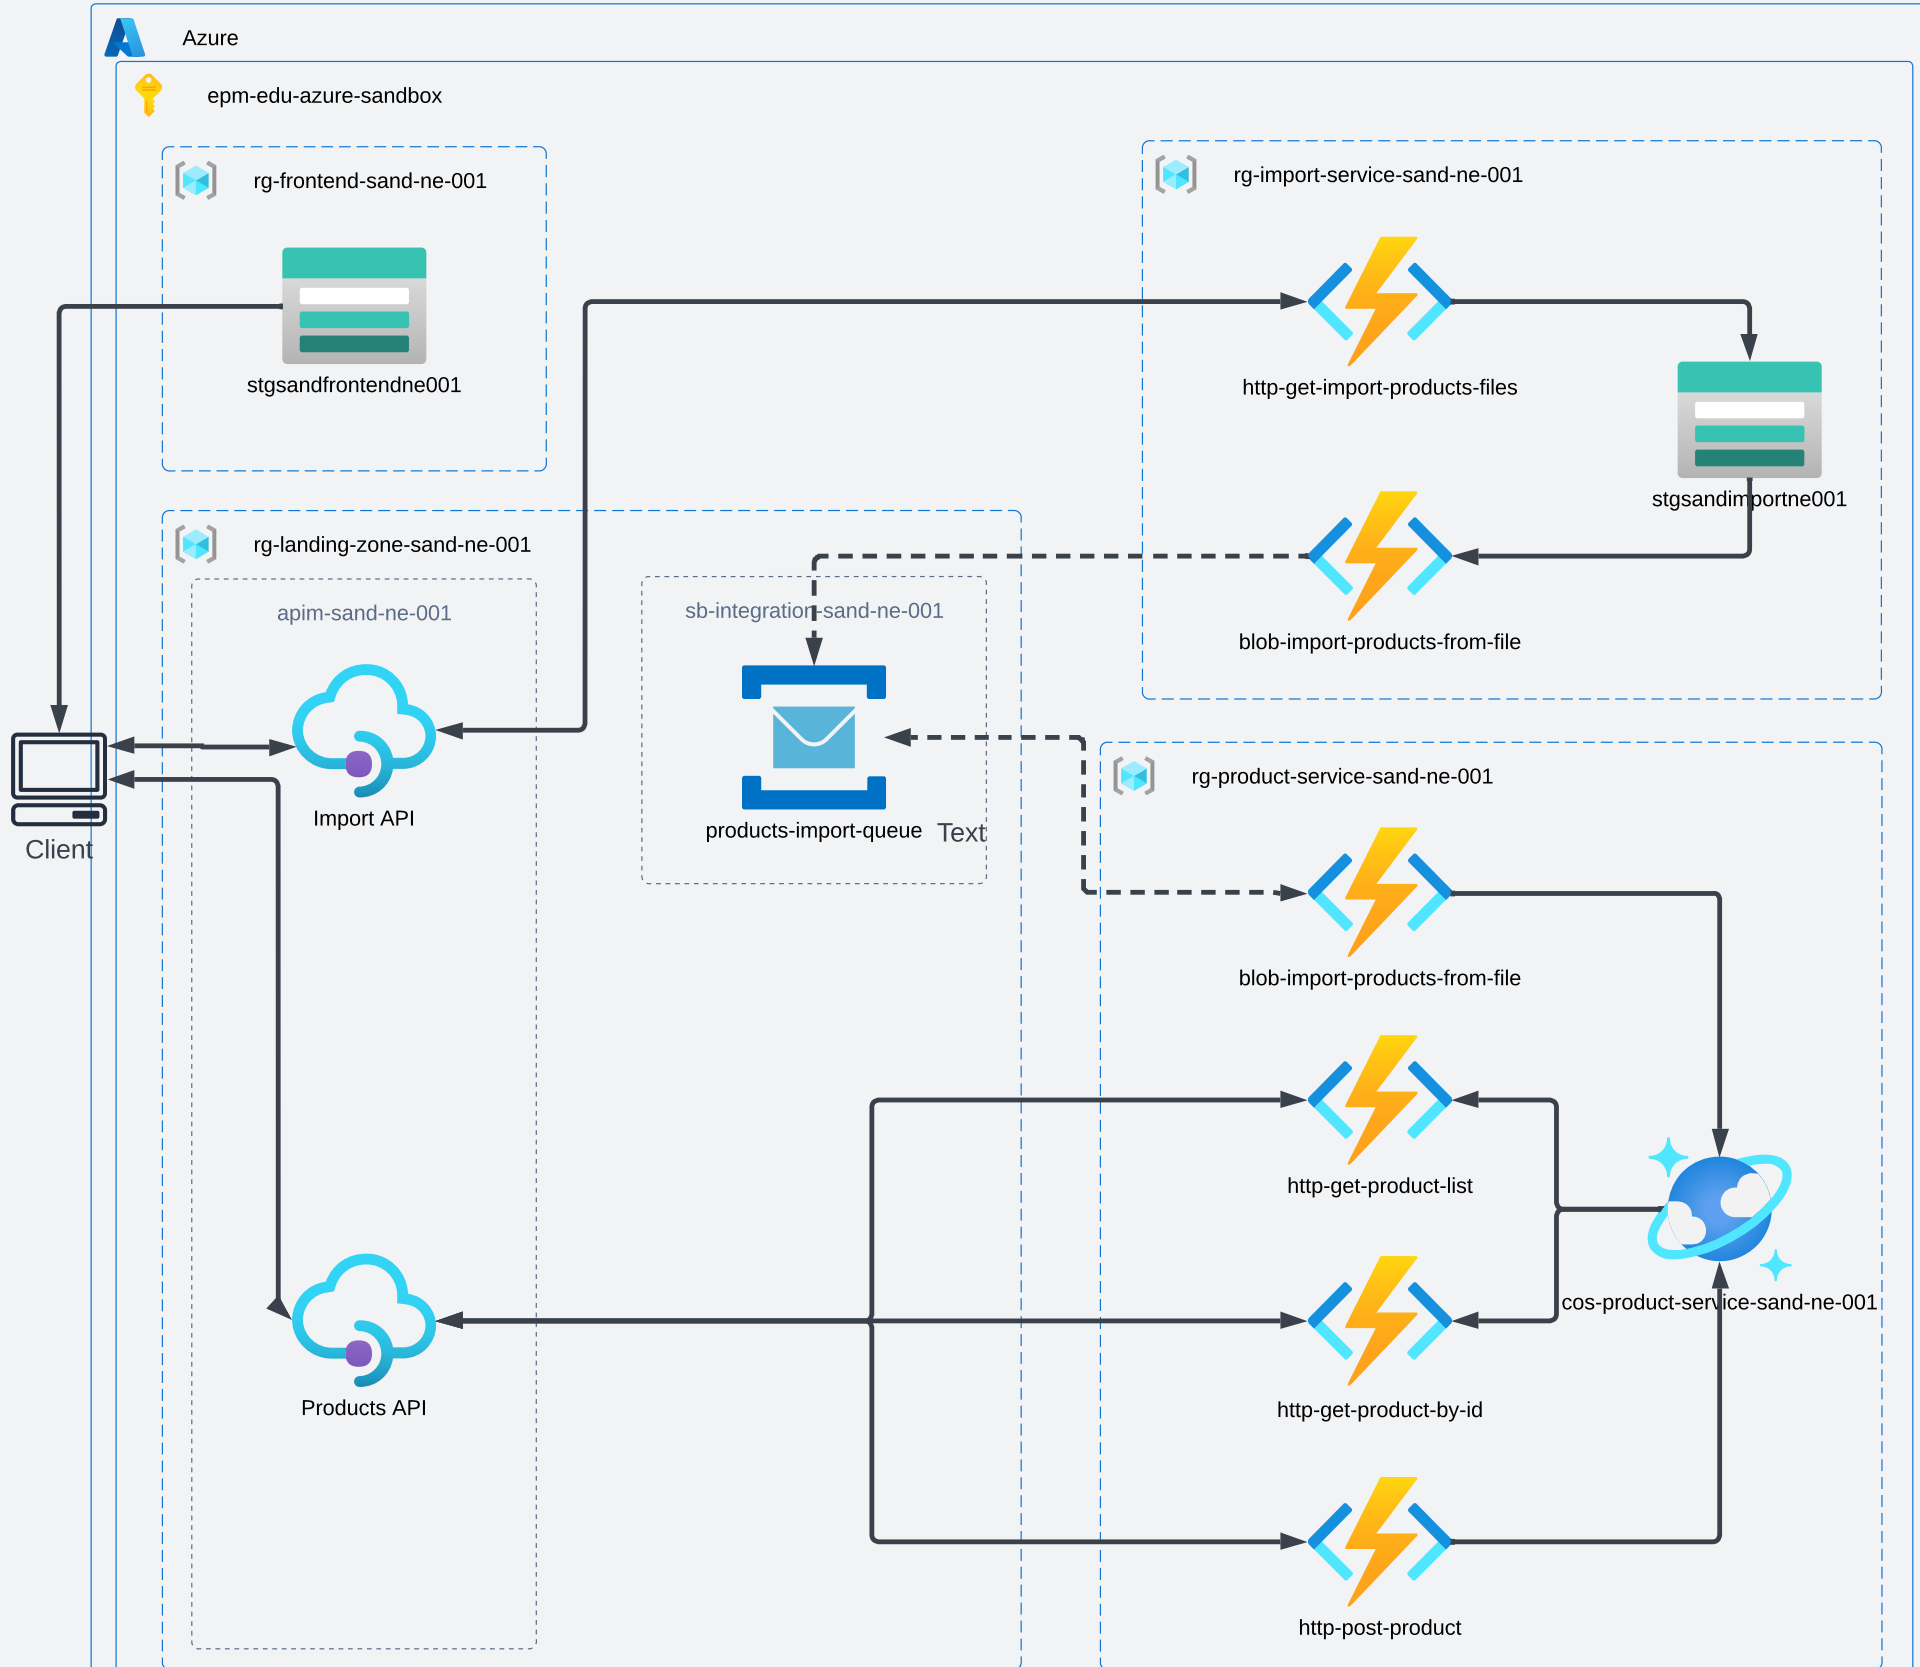 Azure
epm-edu-azure-sandbox
rg-frontend-sand-ne-001
stgsandfrontendne001
rg-import-service-sand-ne-001
http-get-import-products-files
stgsandimportne001
blob-import-products-from-file
rg-landing-zone-sand-ne-001
apim-sand-ne-001
sb-integration-sand-ne-001
Import API
products-import-queue
Text
Client
rg-product-service-sand-ne-001
blob-import-products-from-file
http-get-product-list
cos-product-service-sand-ne-001
Products API
http-get-product-by-id
http-post-product